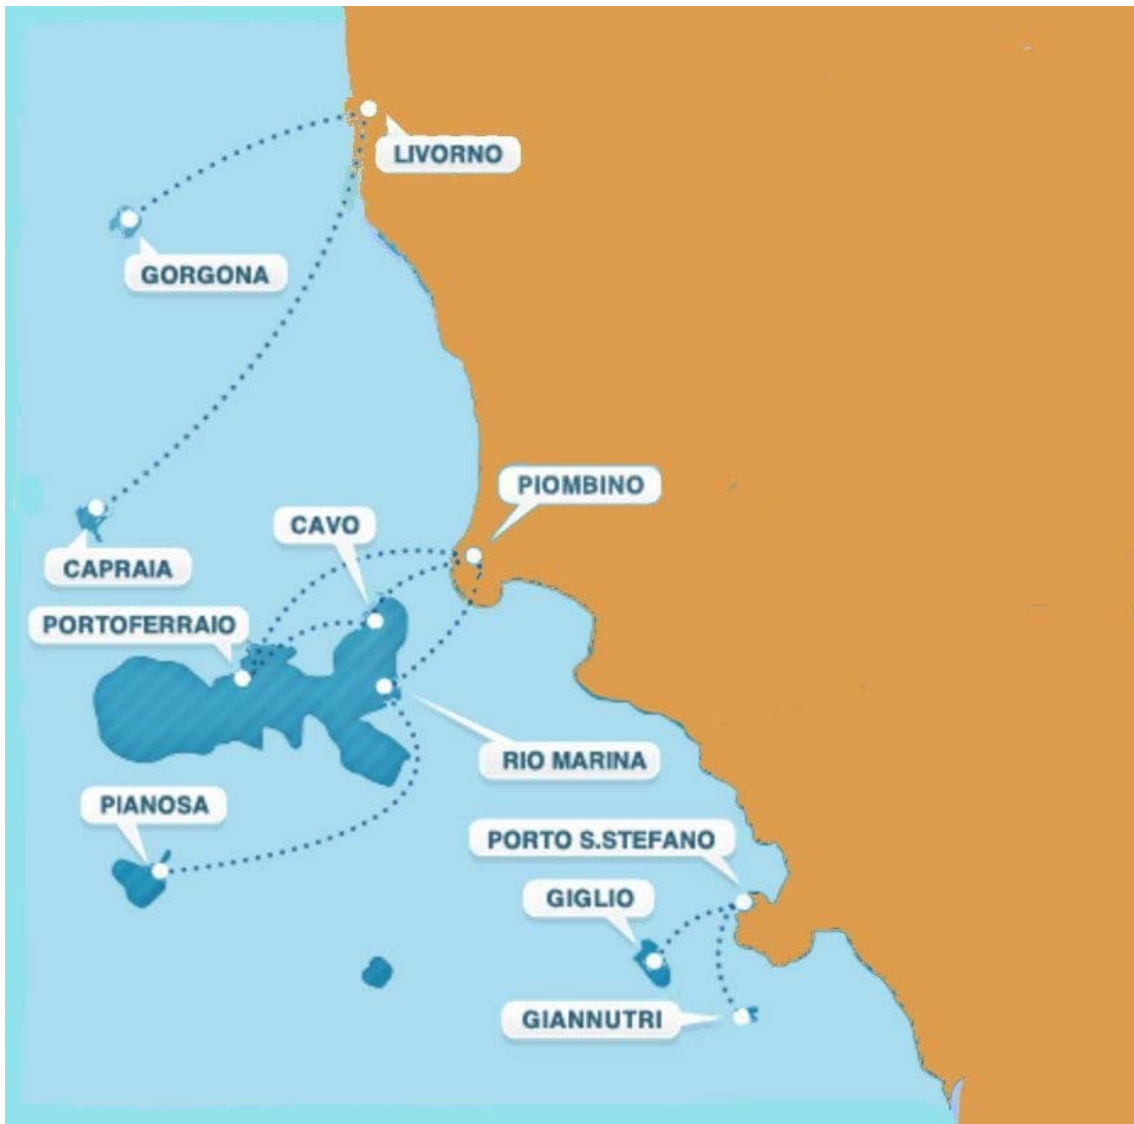 LIVORNO
GORGONA
PIOMBINO
CAVO
CAPRAIA
PORTOFERRAIO
RIO MARINA
PIANOSA
PORTO S.STEFANO
GIGLIO
GIANNUTRI